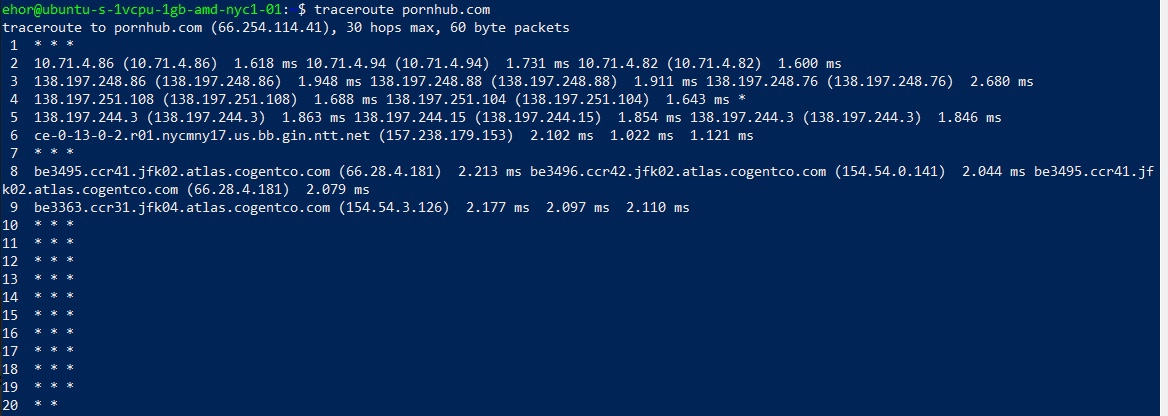 ehor@ubuntu-s-1vcpu-1gb-amd-nyc1-01: $ traceroute pornhub.com
traceroute to pornhub.com (66.254.114.41), 30 hops max, 60 byte packets
1 * * *
2 10.71.4.86 (10.71.4.86) 1.618 ms 10.71.4.94 (10.71.4.94) 1.731 ms 10.71.4.82 (10.71.4.82) 1.600 ms
3 138.197.248.86 (138.197.248.86) 1.948 ms 138.197.248.88 (138.197.248.88) 1.911 ms 138.197.248.76 (138.197.248.76) 2.680 ms
4 138.197.251.108 (138.197.251.108) 1.688 ms 138.197.251.104 (138.197.251.104) 1.643 ms *
5 138.197.244.3 (138.197.244.3) 1.863 ms 138.197.244.15 (138.197.244.15) 1.854 ms 138.197.244.3 (138.197.244.3) 1.846 ms
6 ce-0-13-0-2.r01.nycmny17.us.bb.gin.ntt.net (157.238.179.153) 2.102 ms 1.022 ms 1.121 ms
7 * * *
8 be3495.ccr41.jfk02.atlas.cogentco.com (66.28.4.181) 2.213 ms be3496.ccr42.jfk02.atlas.cogentco.com (154.54.0.141) 2.044 ms be3495.ccr41.jf
k02.atlas.cogentco.com (66.28.4.181) 2.079 ms
9 be3363.ccr31.jfk04.atlas.cogentco.com (154.54.3.126) 2.177 ms 2.097 ms 2.110 ms
10 * * *
11 * * *
12 * * *
13 * * *
14 * * *
15 * * *
16 * * *
17 * * *
18 * * *
19 * * *
20 * *